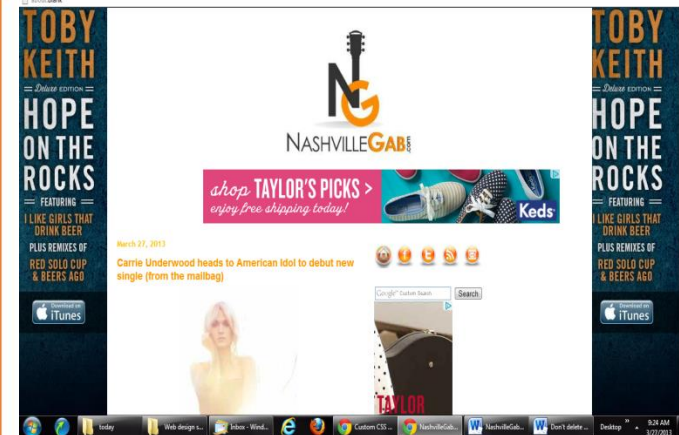 TOBY
KEITH
Deluxe EDITION
HOPE
ON THE
ROCKS
FEATURING
I LIKE GIRLS THAT
DRINK BEER
PLUS REMIXES OF
RED SOLO CUP
& BEERS AGO
Download on
iTunes
NG
NASHVILLEGAB.com
shop TAYLOR'S PICKS >
enjoy free shipping today!
Keds
March 27, 2013
Carrie Underwood heads to American Idol to debut new
single (from the mailbag)
Google™ Custom Search
Search
TAYLOR
TOBY
KEITH
Deluxe EDITION
HOPE
ON THE
ROCKS
FEATURING
I LIKE GIRLS THAT
DRINK BEER
PLUS REMIXES OF
RED SOLO CUP
& BEERS AGO
Download on
iTunes
today
Web design s...
Inbox - Wind...
Custom CSS ...
NashvilleGab...
NashvilleGab...
Don't delete ...
Desktop
9:24 AM
3/27/2013